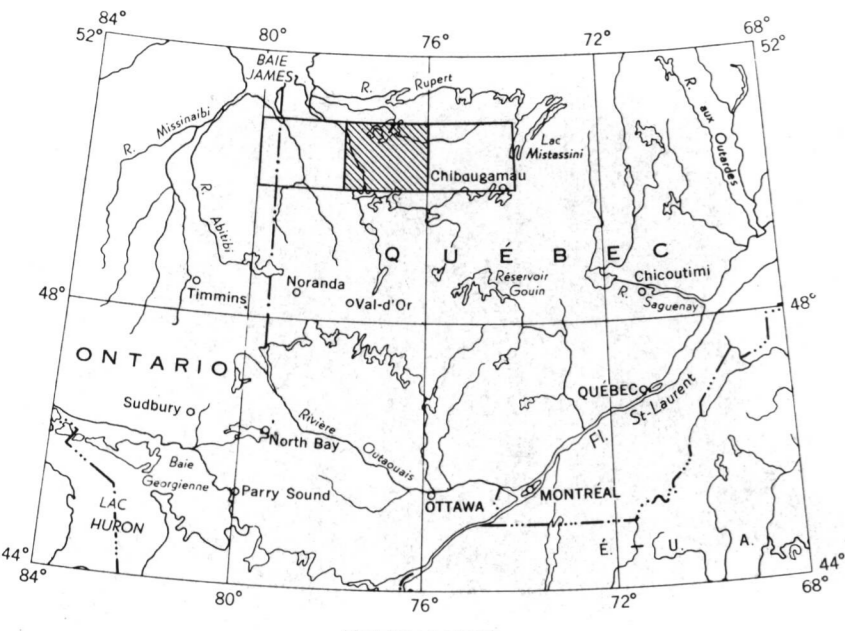 84°
52°
80°
76°
72°
68°
52°
BAIE
JAMES
R. Rupert
R. Missinaibi
R. aux Outardes
Lac
Mistassini
Chibougamau
R. Abitibi
QUÉBEC
Chicoutimi
Réservoir
Gouin
R. Saguenay
Noranda
Timmins
Val-d'Or
48°
48°
ONTARIO
QUÉBEC
Fl. St-Laurent
Sudbury
Rivière Outaouais
North Bay
Baie
Georgienne
Parry Sound
OTTAWA
MONTRÉAL
LAC
HURON
É. U. A.
44°
84°
80°
76°
72°
44°
68°